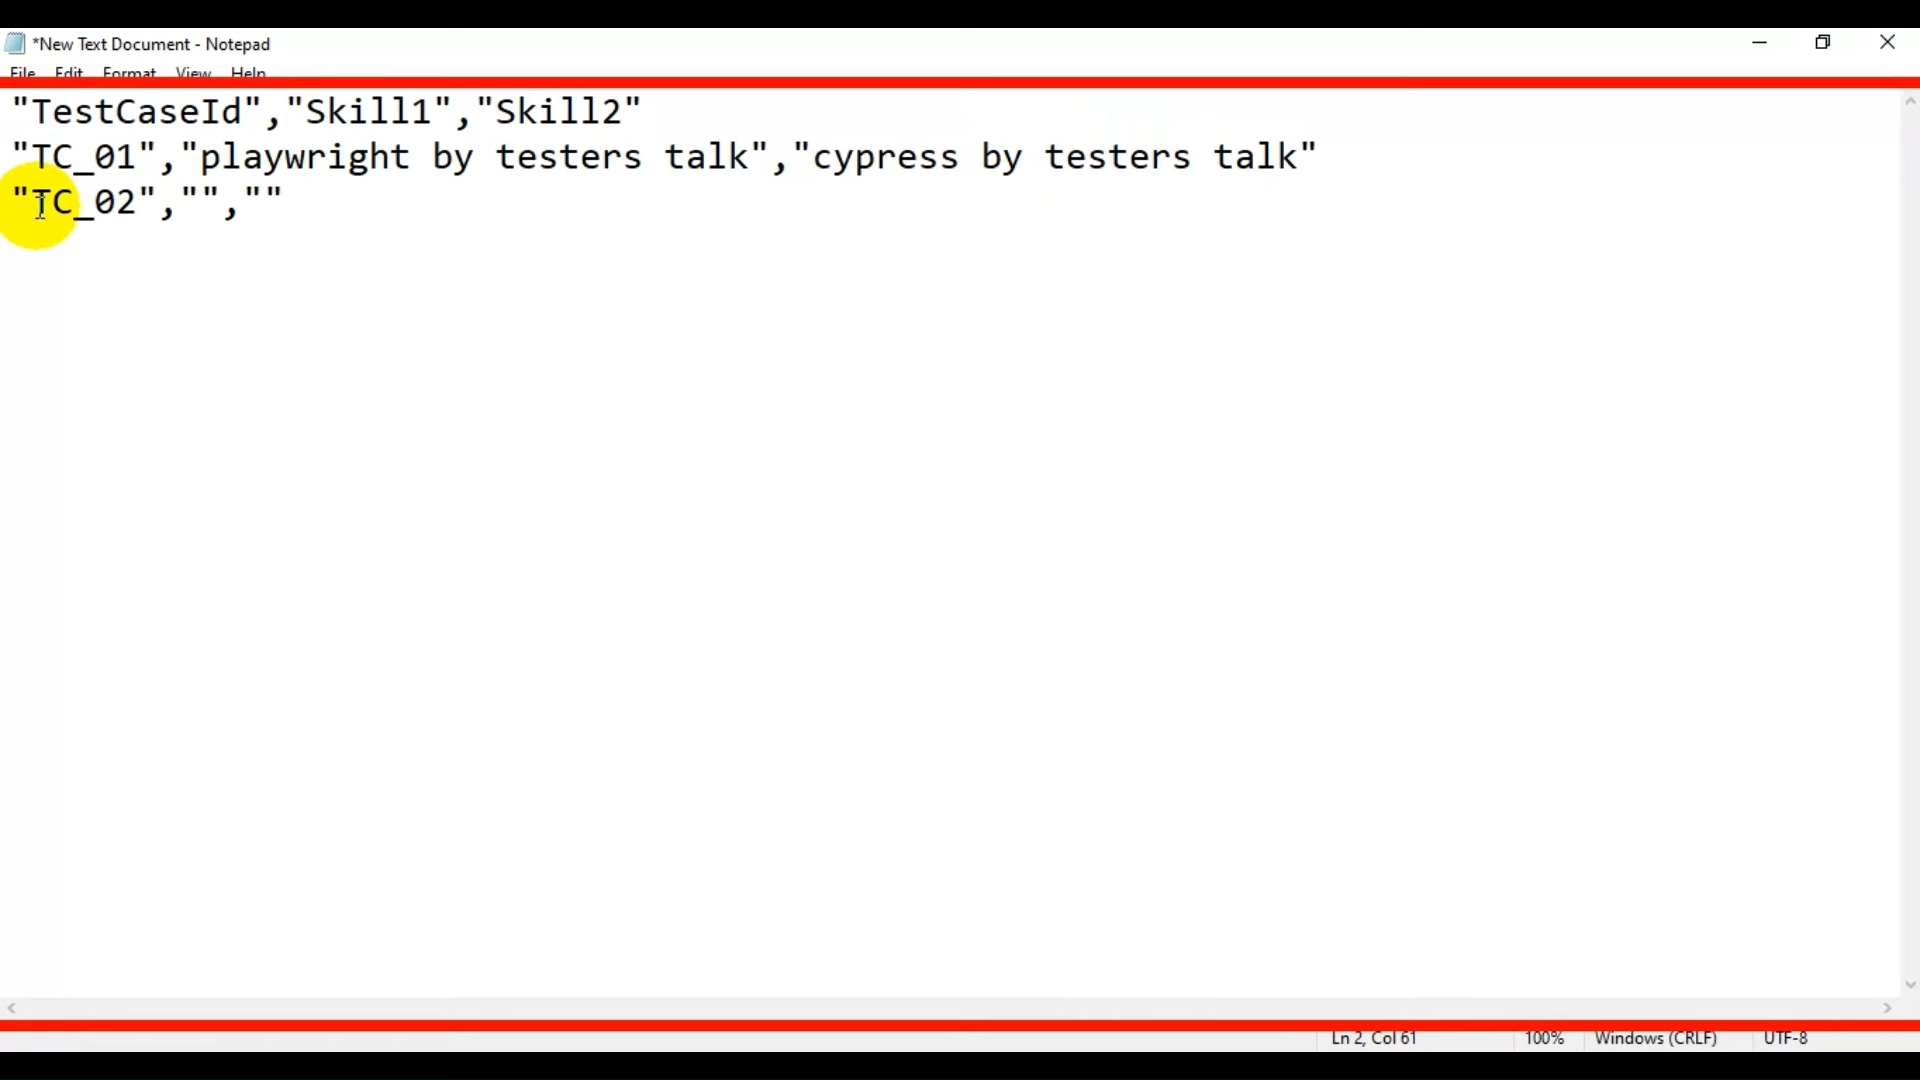 *New Text Document - Notepad
File Edit Format View Help
"TestCaseId","Skill1","Skill2"
"TC_01","playwright by testers talk","cypress by testers talk"
"TC_02","",""
Ln 2, Col 61 100% Windows (CRLF) UTF-8